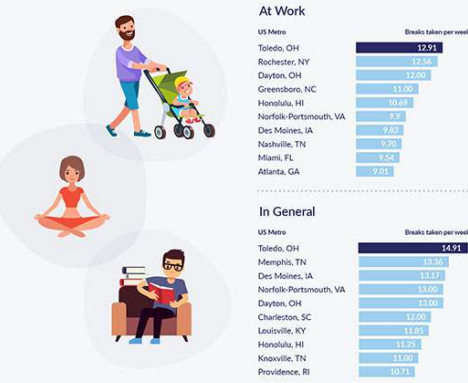 At Work
US Metro Breaks taken per week
Toledo, OH 12.91
Rochester, NY 12.56
Dayton, OH 12.00
Greensboro, NC 11.00
Honolulu, HI 10.69
Norfolk-Portsmouth, VA 9.9
Des Moines, IA 9.83
Nashville, TN 9.70
Miami, FL 9.54
Atlanta, GA 9.01
In General
US Metro Breaks taken per week
Toledo, OH 14.91
Memphis, TN 13.36
Des Moines, IA 13.17
Norfolk-Portsmouth, VA 13.00
Dayton, OH 13.00
Charleston, SC 12.00
Louisville, KY 11.85
Honolulu, HI 11.25
Knoxville, TN 11.00
Providence, RI 10.71